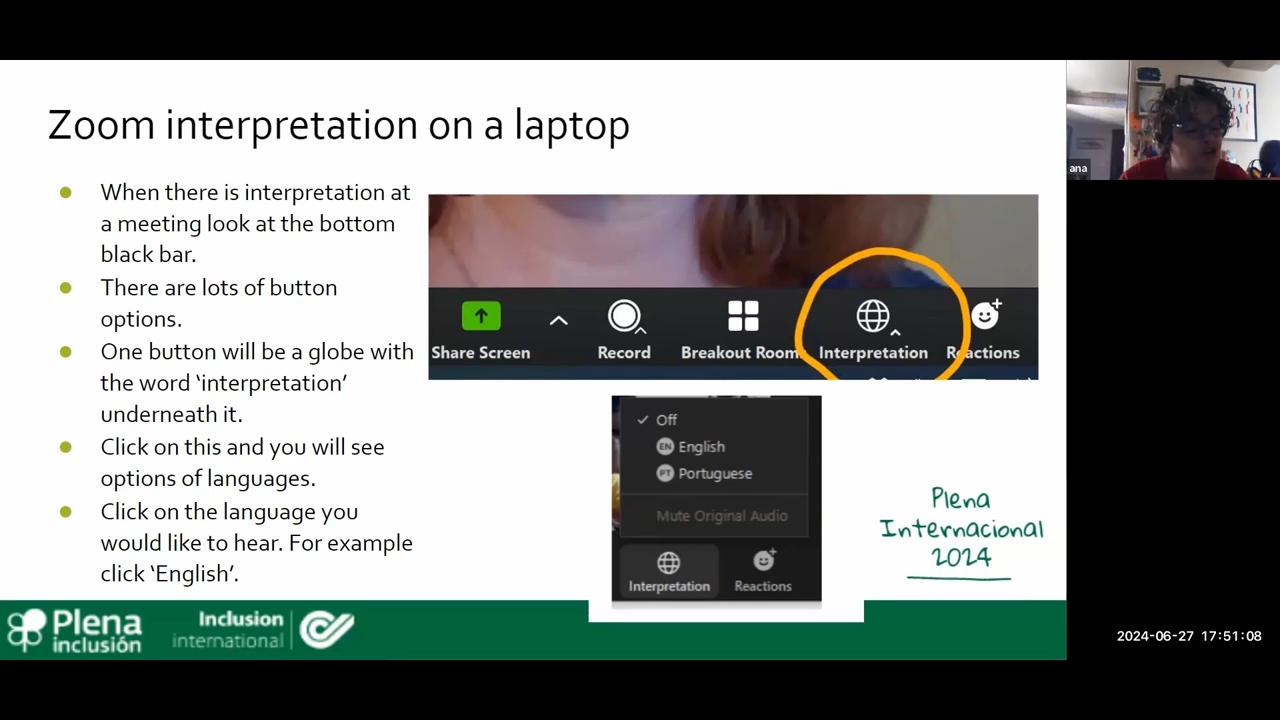 Zoom interpretation on a laptop
When there is interpretation at
a meeting look at the bottom
black bar.
There are lots of button
options.
One button will be a globe with
the word ‘interpretation’
underneath it.
Click on this and you will see
options of languages.
Click on the language you
would like to hear. For example
click ‘English’.
Share Screen
Record
Breakout Room
Interpretation
Reactions
Off
EN English
PT Portuguese
Mute Original Audio
Interpretation
Reactions
Plena
Internacional
2024
Plena
inclusión
Inclusion
international
ana
2024-06-27 17:51:08